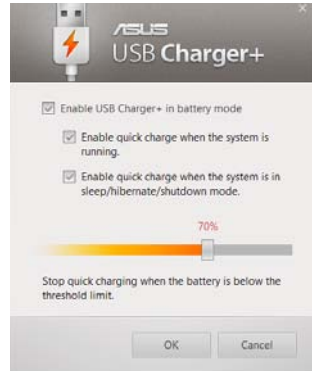 ASUS
USB Charger+
Enable USB Charger+ in battery mode
Enable quick charge when the system is
running.
Enable quick charge when the system is in
sleep/hibernate/shutdown mode.
70%
Stop quick charging when the battery is below the
threshold limit.
OK
Cancel